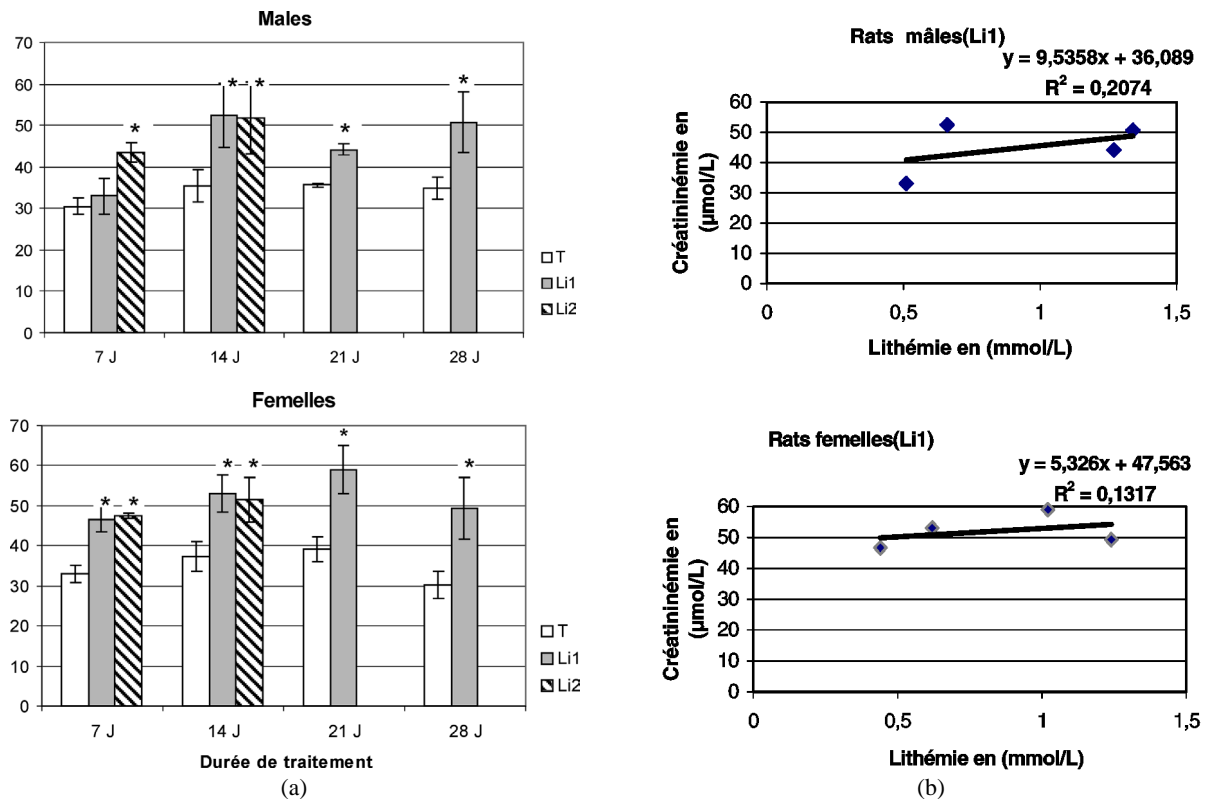 Males
70
60
50
40
30
20
10
0
* * * * *
7 J 14 J 21 J 28 J
T
Li1
Li2
Femelles
70
60
50
40
30
20
10
0
* * * * * *
7 J 14 J 21 J 28 J
T
Li1
Li2
Durée de traitement
(a)
Rats mâles(Li1)
y = 9,5358x + 36,089
R² = 0,2074
Créatininémie en
(µmol/L)
60
50
40
30
20
10
0
0 0,5 1 1,5
Lithémie en (mmol/L)
Rats femelles(Li1)
y = 5,326x + 47,563
R² = 0,1317
Créatininémie en
(µmol/L)
60
50
40
30
20
10
0
0 0,5 1 1,5
Lithémie en (mmol/L)
(b)